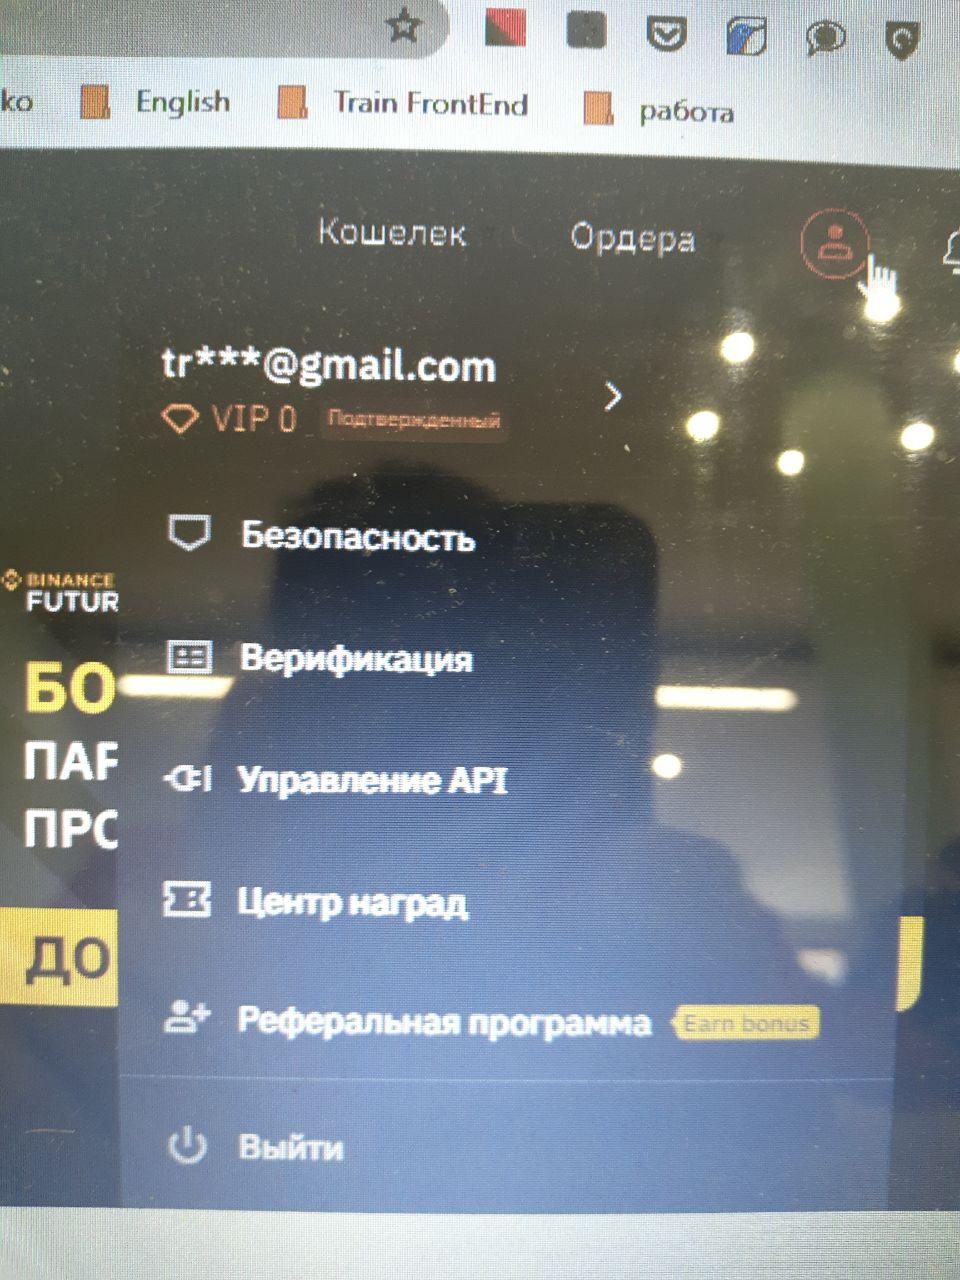 ko English Train FrontEnd работа
Кошелек Ордера
tr***@gmail.com
VIP 0 Подтвержденный
Безопасность
BINANCE
FUTUR
Верификация
БО
ПАР
Управление API
ПРО
Центр наград
ДО
Реферальная программа Earn bonus
Выйти